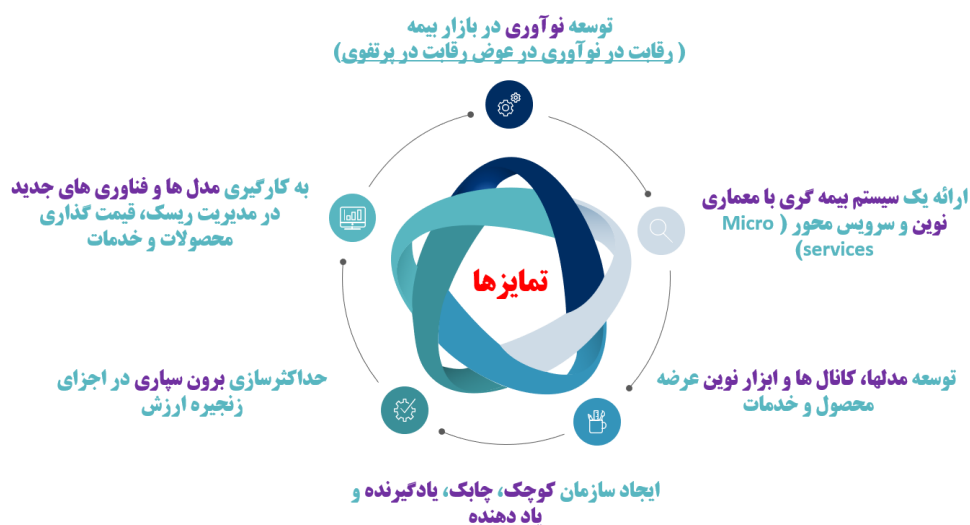 توسعه نوآوری در بازار بیمه
( رقابت در نوآوری در عوض رقابت در پرتفوی)
ارائه یک سیستم بیمه گری با معماری
نوین و سرویس محور ( Micro
services)
توسعه مدلها، کانال ها و ابزار نوین عرضه
محصول و خدمات
ایجاد سازمان کوچک، چابک، یادگیرنده و
یاد دهنده
حداکثرسازی برون سپاری در اجزای
زنجیره ارزش
به کارگیری مدل ها و فناوری های جدید
در مدیریت ریسک، قیمت گذاری
محصولات و خدمات
تمایزها